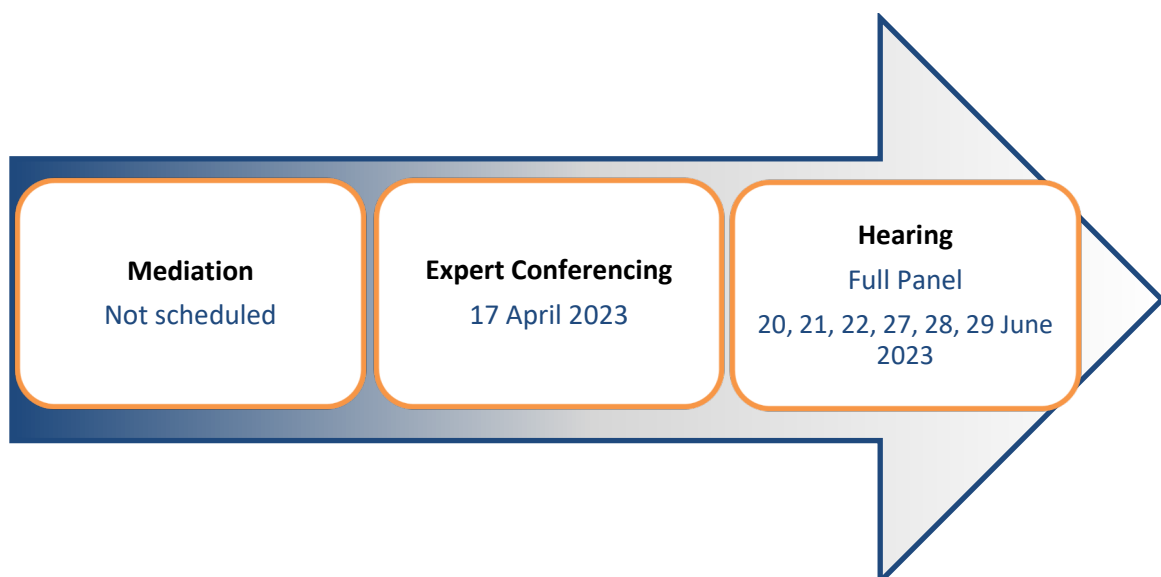 Mediation
Not scheduled
Expert Conferencing
17 April 2023
Hearing
Full Panel
20, 21, 22, 27, 28, 29 June
2023